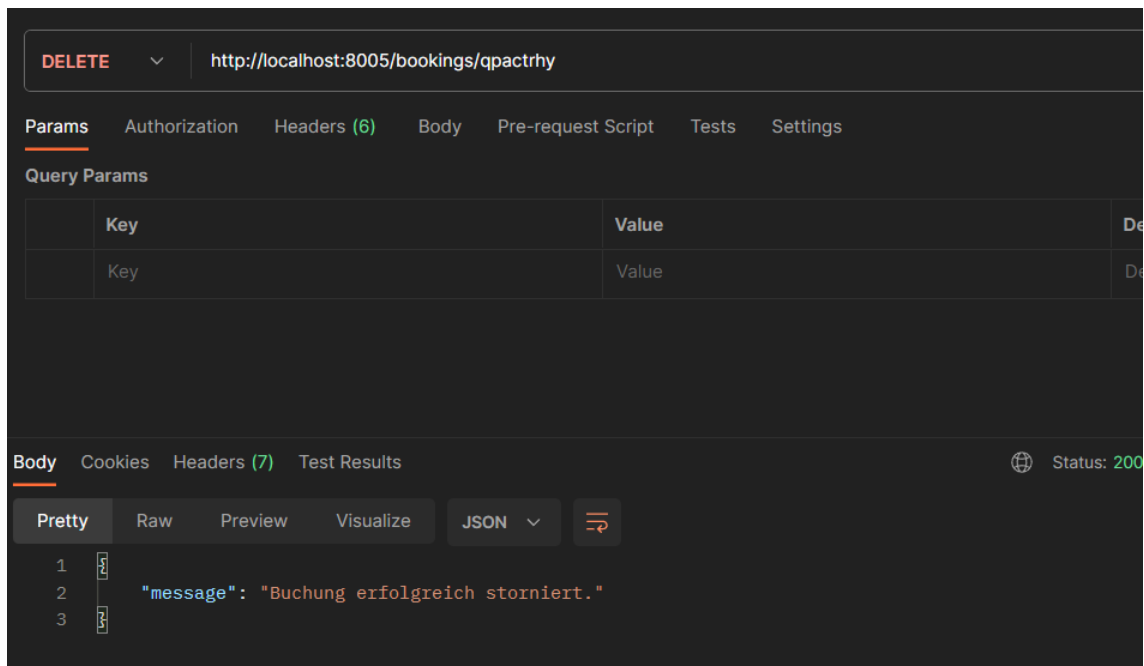 DELETE http://localhost:8005/bookings/qpactrhy
Params Authorization Headers (6) Body Pre-request Script Tests Settings
Query Params
Key Value De
Key Value De
Body Cookies Headers (7) Test Results Status: 200
Pretty Raw Preview Visualize JSON
1 {
2 "message": "Buchung erfolgreich storniert."
3 }